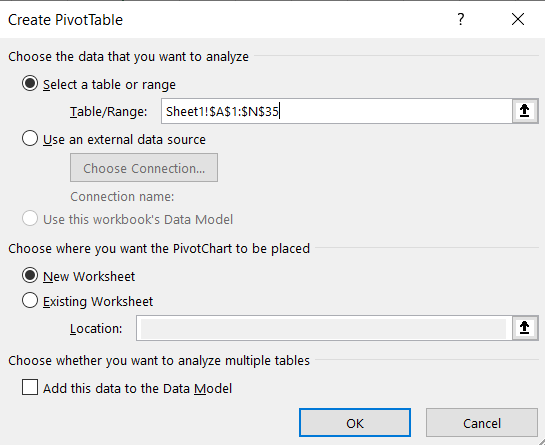 Create PivotTable
?
Choose the data that you want to analyze
Select a table or range
Table/Range: Sheet1!$A$1:$N$35
Use an external data source
Choose Connection...
Connection name:
Use this workbook's Data Model
Choose where you want the PivotChart to be placed
New Worksheet
Existing Worksheet
Location:
Choose whether you want to analyze multiple tables
Add this data to the Data Model
OK Cancel